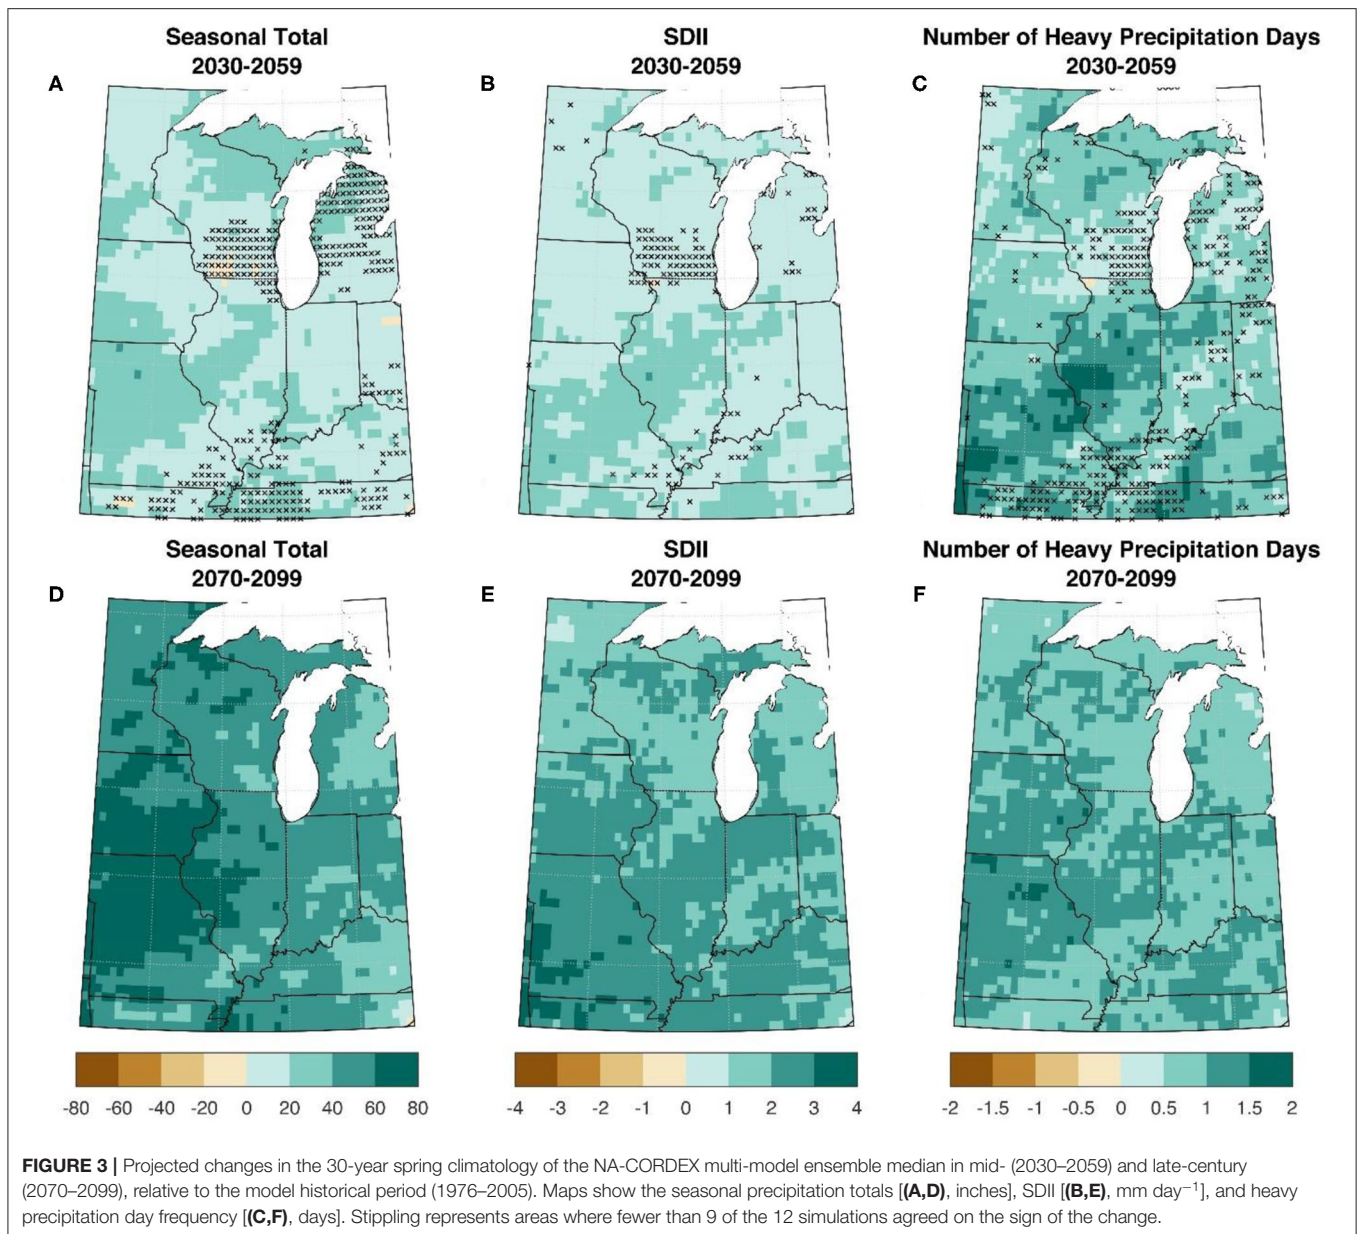 Seasonal Total
2030-2059
SDII
2030-2059
Number of Heavy Precipitation Days
2030-2059
A
B
C
Seasonal Total
2070-2099
SDII
2070-2099
Number of Heavy Precipitation Days
2070-2099
D
E
F
-80 -60 -40 -20 0 20 40 60 80
-4 -3 -2 -1 0 1 2 3 4
-2 -1.5 -1 -0.5 0 0.5 1 1.5 2
FIGURE 3 | Projected changes in the 30-year spring climatology of the NA-CORDEX multi-model ensemble median in mid- (2030–2059) and late-century
(2070–2099), relative to the model historical period (1976–2005). Maps show the seasonal precipitation totals [(A,D), inches], SDII [(B,E), mm day⁻¹], and heavy
precipitation day frequency [(C,F), days]. Stippling represents areas where fewer than 9 of the 12 simulations agreed on the sign of the change.